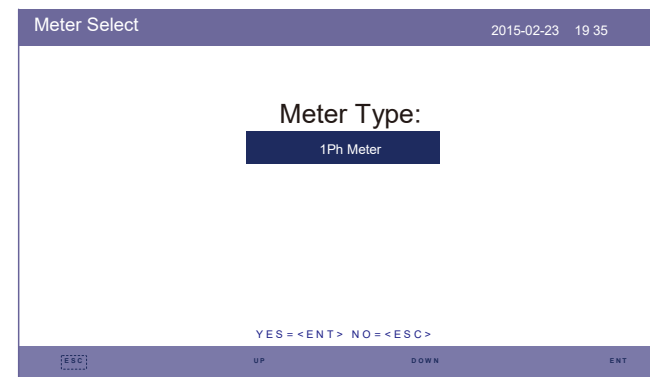 Meter Select 2015-02-23 19 35
Meter Type:
1Ph Meter
YES=<ENT> NO=<ESC>
ESC UP DOWN ENT